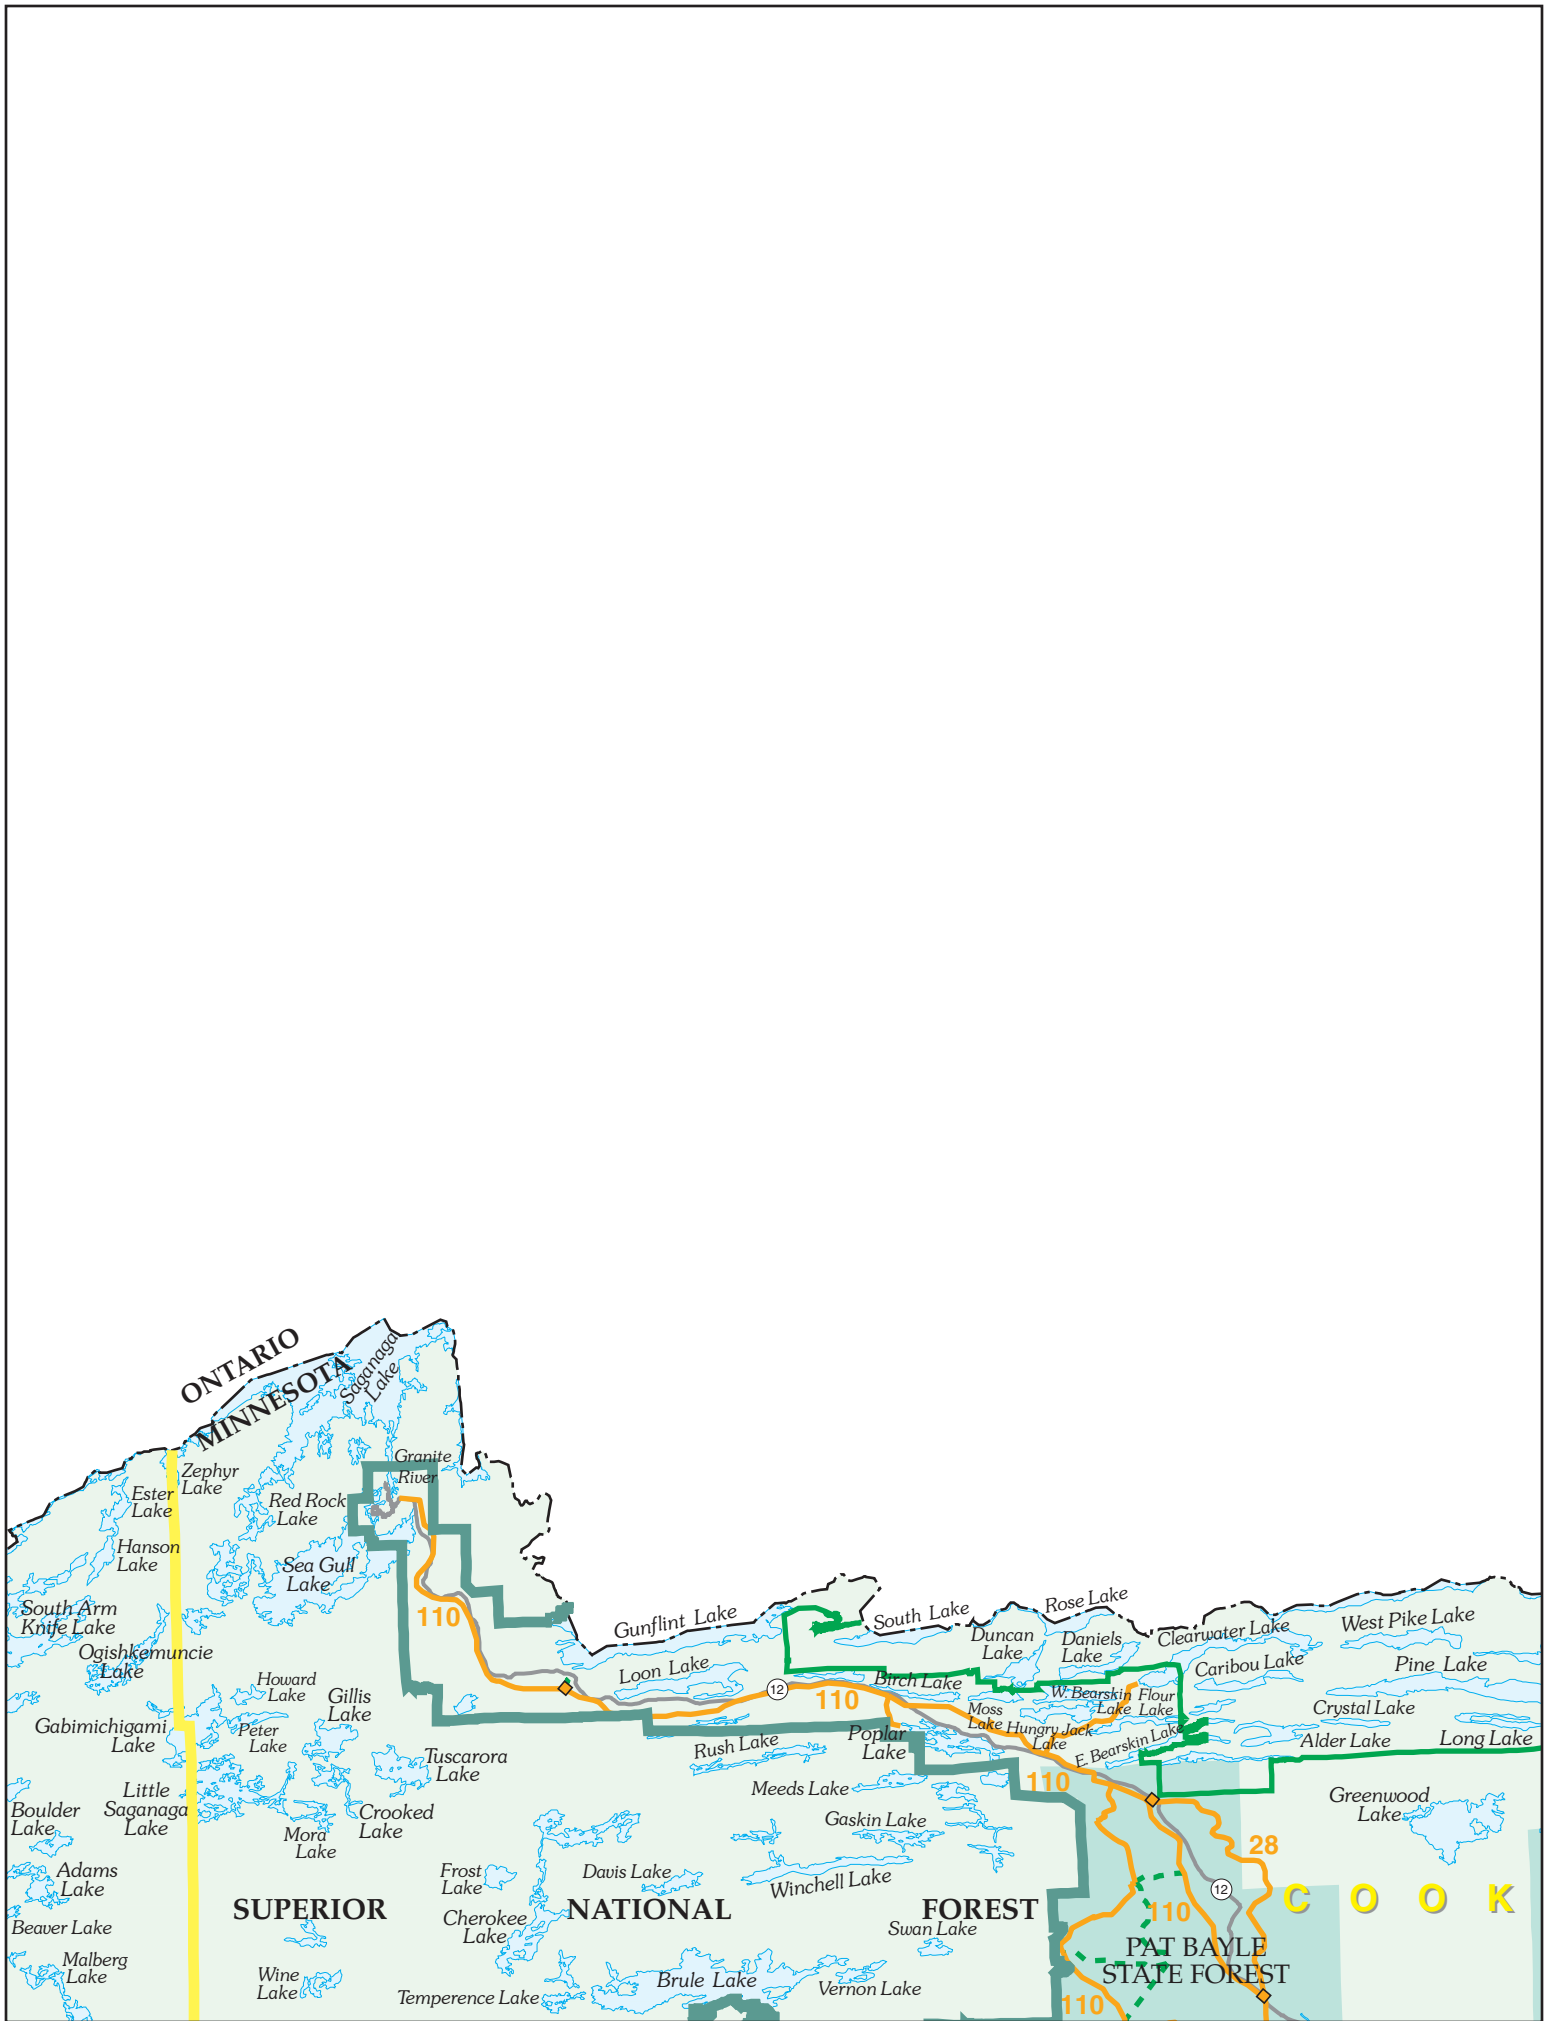 ONTARIO
MINNESOTA
Saganaga
Lake
Granite
River
Zephyr
Lake
Ester
Lake
Red Rock
Lake
Hanson
Lake
Sea Gull
Lake
South Arm
Knife Lake
110
Gunflint Lake
South Lake
Rose Lake
West Pike Lake
Duncan
Lake
Daniels
Lake
Clearwater Lake
Ogishkemuncie
Lake
Loon Lake
Caribou Lake
Pine Lake
Howard
Lake
Gillis
Lake
12
110
Birch Lake
W. Bearskin
Lake
Flour
Lake
Moss
Lake
Crystal Lake
Gabimichigami
Lake
Peter
Lake
Hungry Jack
Lake
Poplar
Lake
Rush Lake
E. Bearskin Lake
Alder Lake
Long Lake
Tuscarora
Lake
110
Meeds Lake
Little
Saganaga
Lake
Boulder
Lake
Crooked
Lake
Mora
Lake
Gaskin Lake
Greenwood
Lake
28
Adams
Lake
Frost
Lake
Davis Lake
Winchell Lake
12
COOK
SUPERIOR NATIONAL FOREST
110
Beaver Lake
Cherokee
Lake
Swan Lake
PAT BAYLE
STATE FOREST
Malberg
Lake
Wine
Lake
Temperence Lake
Brule Lake
Vernon Lake
110